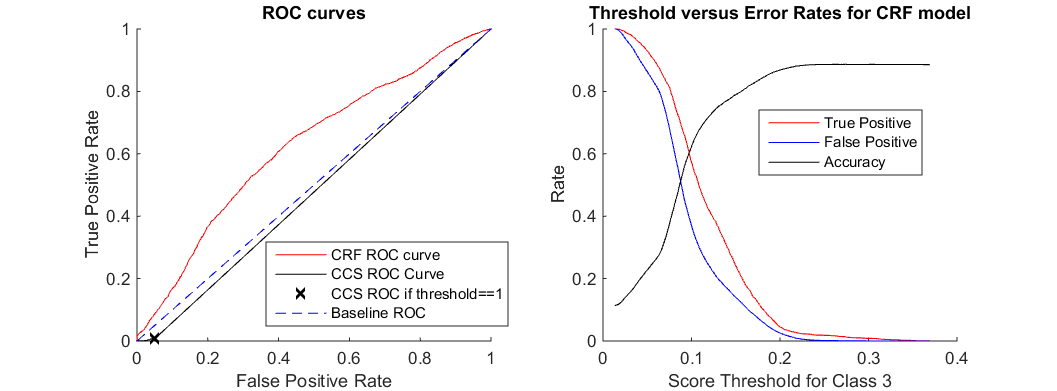 ROC curves
True Positive Rate
1
0.8
0.6
0.4
0.2
0
CRF ROC curve
CCS ROC Curve
CCS ROC if threshold==1
Baseline ROC
0
0.2
0.4
0.6
0.8
1
False Positive Rate
Threshold versus Error Rates for CRF model
Rate
1
0.8
0.6
0.4
0.2
0
True Positive
False Positive
Accuracy
0
0.1
0.2
0.3
0.4
Score Threshold for Class 3